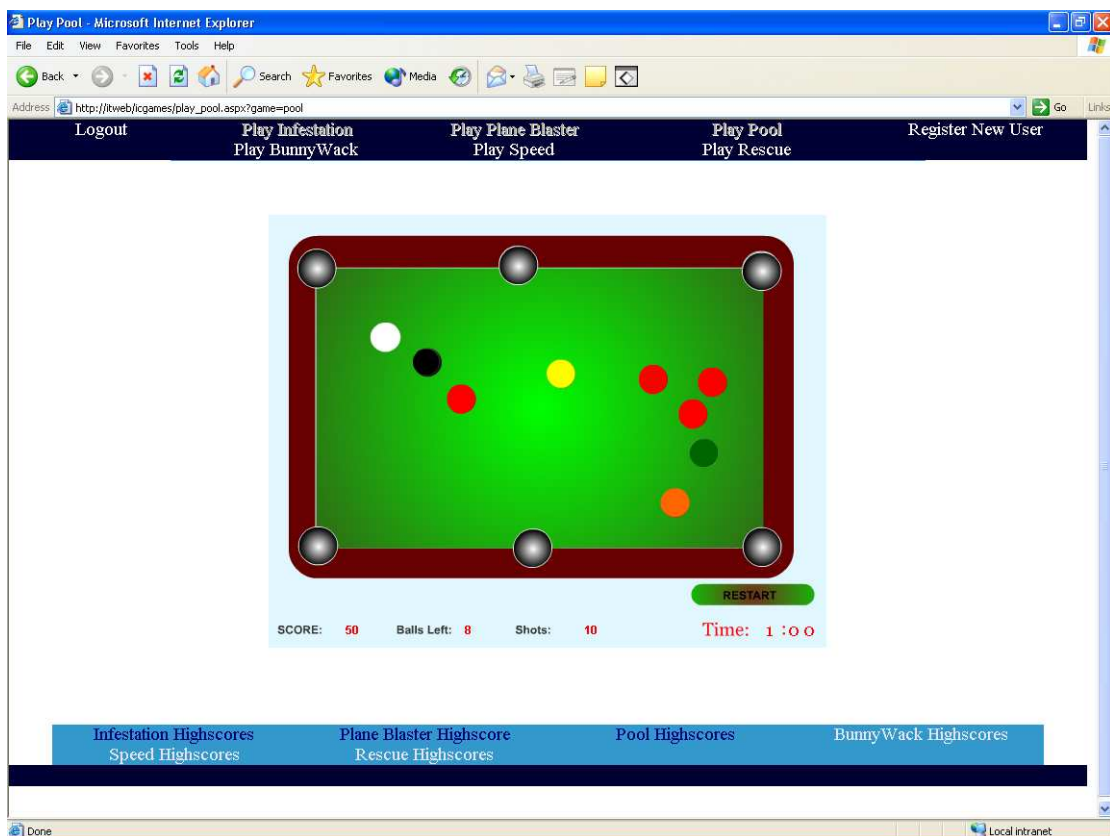 Play Pool - Microsoft Internet Explorer
File Edit View Favorites Tools Help
Back Search Favorites Media
Address http://itweb/icgames/play_pool.aspx?game=pool Go Links
Logout Play Infestation Play Plane Blaster Play Pool Register New User
Play BunnyWack Play Speed Play Rescue
RESTART
SCORE: 50 Balls Left: 8 Shots: 10 Time: 1 :00
Infestation Highscores Plane Blaster Highscore Pool Highscores BunnyWack Highscores
Speed Highscores Rescue Highscores
Done Local intranet